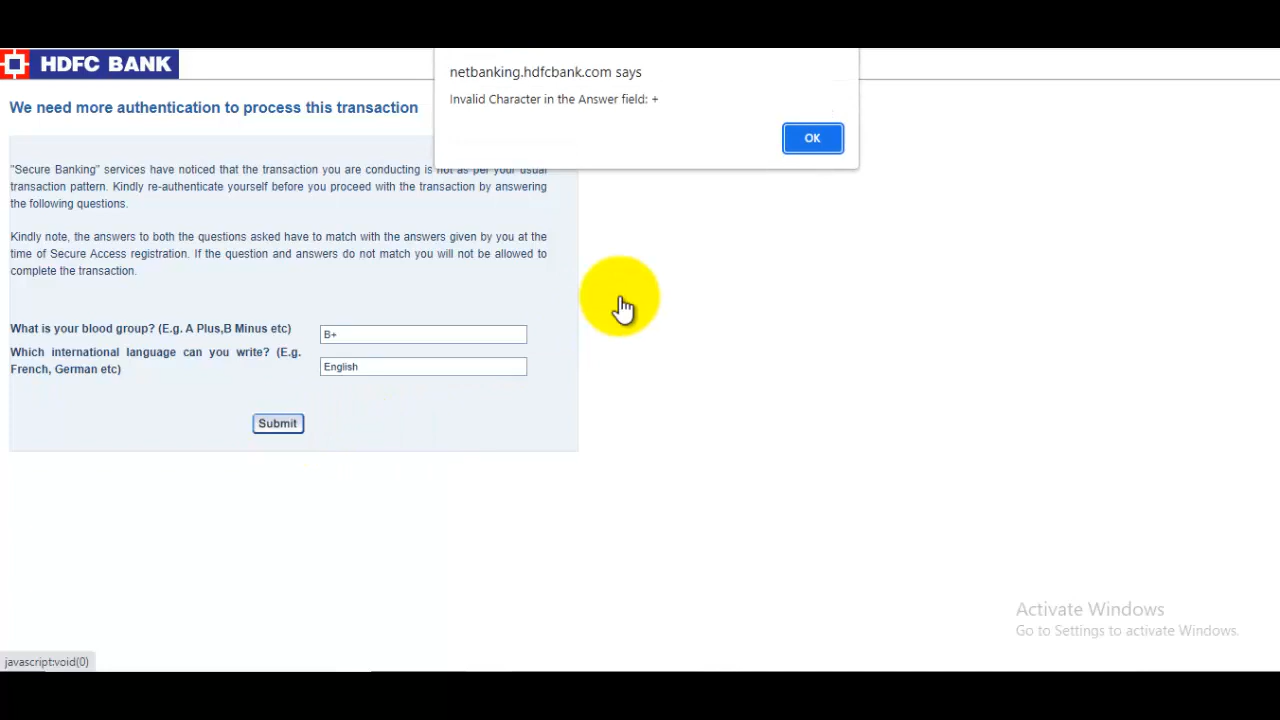 HDFC BANK
netbanking.hdfcbank.com says
Invalid Character in the Answer field: +
OK
We need more authentication to process this transaction
"Secure Banking" services have noticed that the transaction you are conducting is not as per your usual
transaction pattern. Kindly re-authenticate yourself before you proceed with the transaction by answering
the following questions.
Kindly note, the answers to both the questions asked have to match with the answers given by you at the
time of Secure Access registration. If the question and answers do not match you will not be allowed to
complete the transaction.
What is your blood group? (E.g. A Plus,B Minus etc)
B+
Which international language can you write? (E.g.
French, German etc)
English
Submit
Activate Windows
Go to Settings to activate Windows.
javascript:void(0)